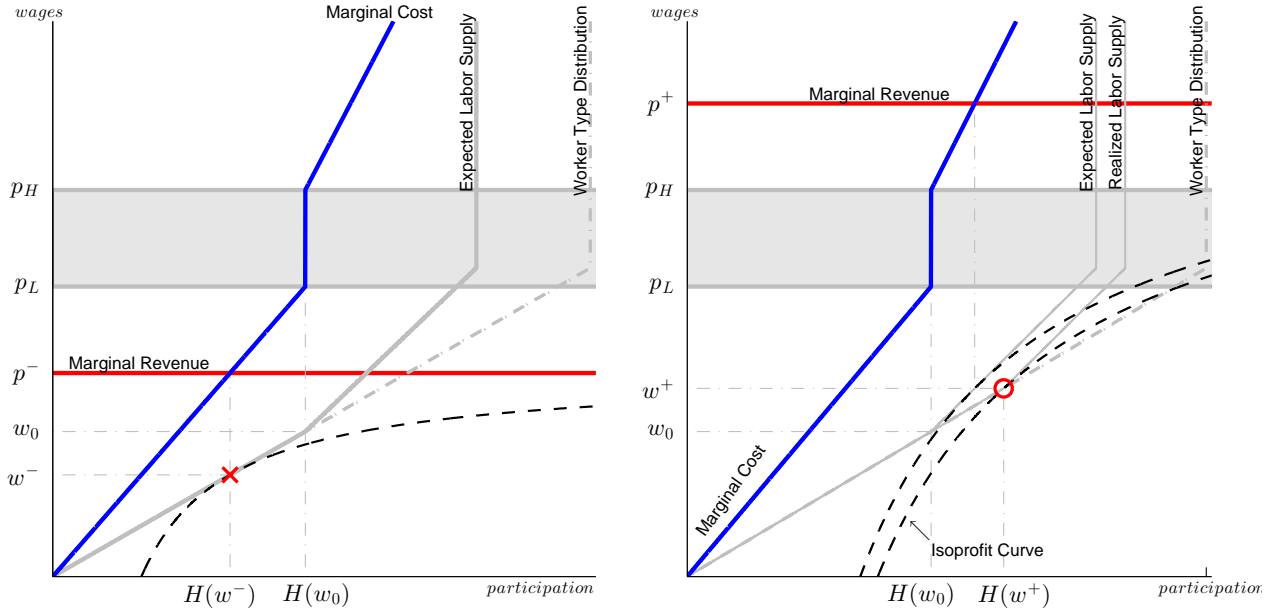 wages
Marginal Cost
Expected Labor Supply
Worker Type Distribution
p_H
p_L
Marginal Revenue
p^-
w_0
w^-
H(w^-)
H(w_0)
participation
wages
Marginal Revenue
p^+
Expected Labor Supply
Realized Labor Supply
Worker Type Distribution
p_H
p_L
w^+
w_0
Marginal Cost
Isoprofit Curve
H(w_0)
H(w^+)
participation